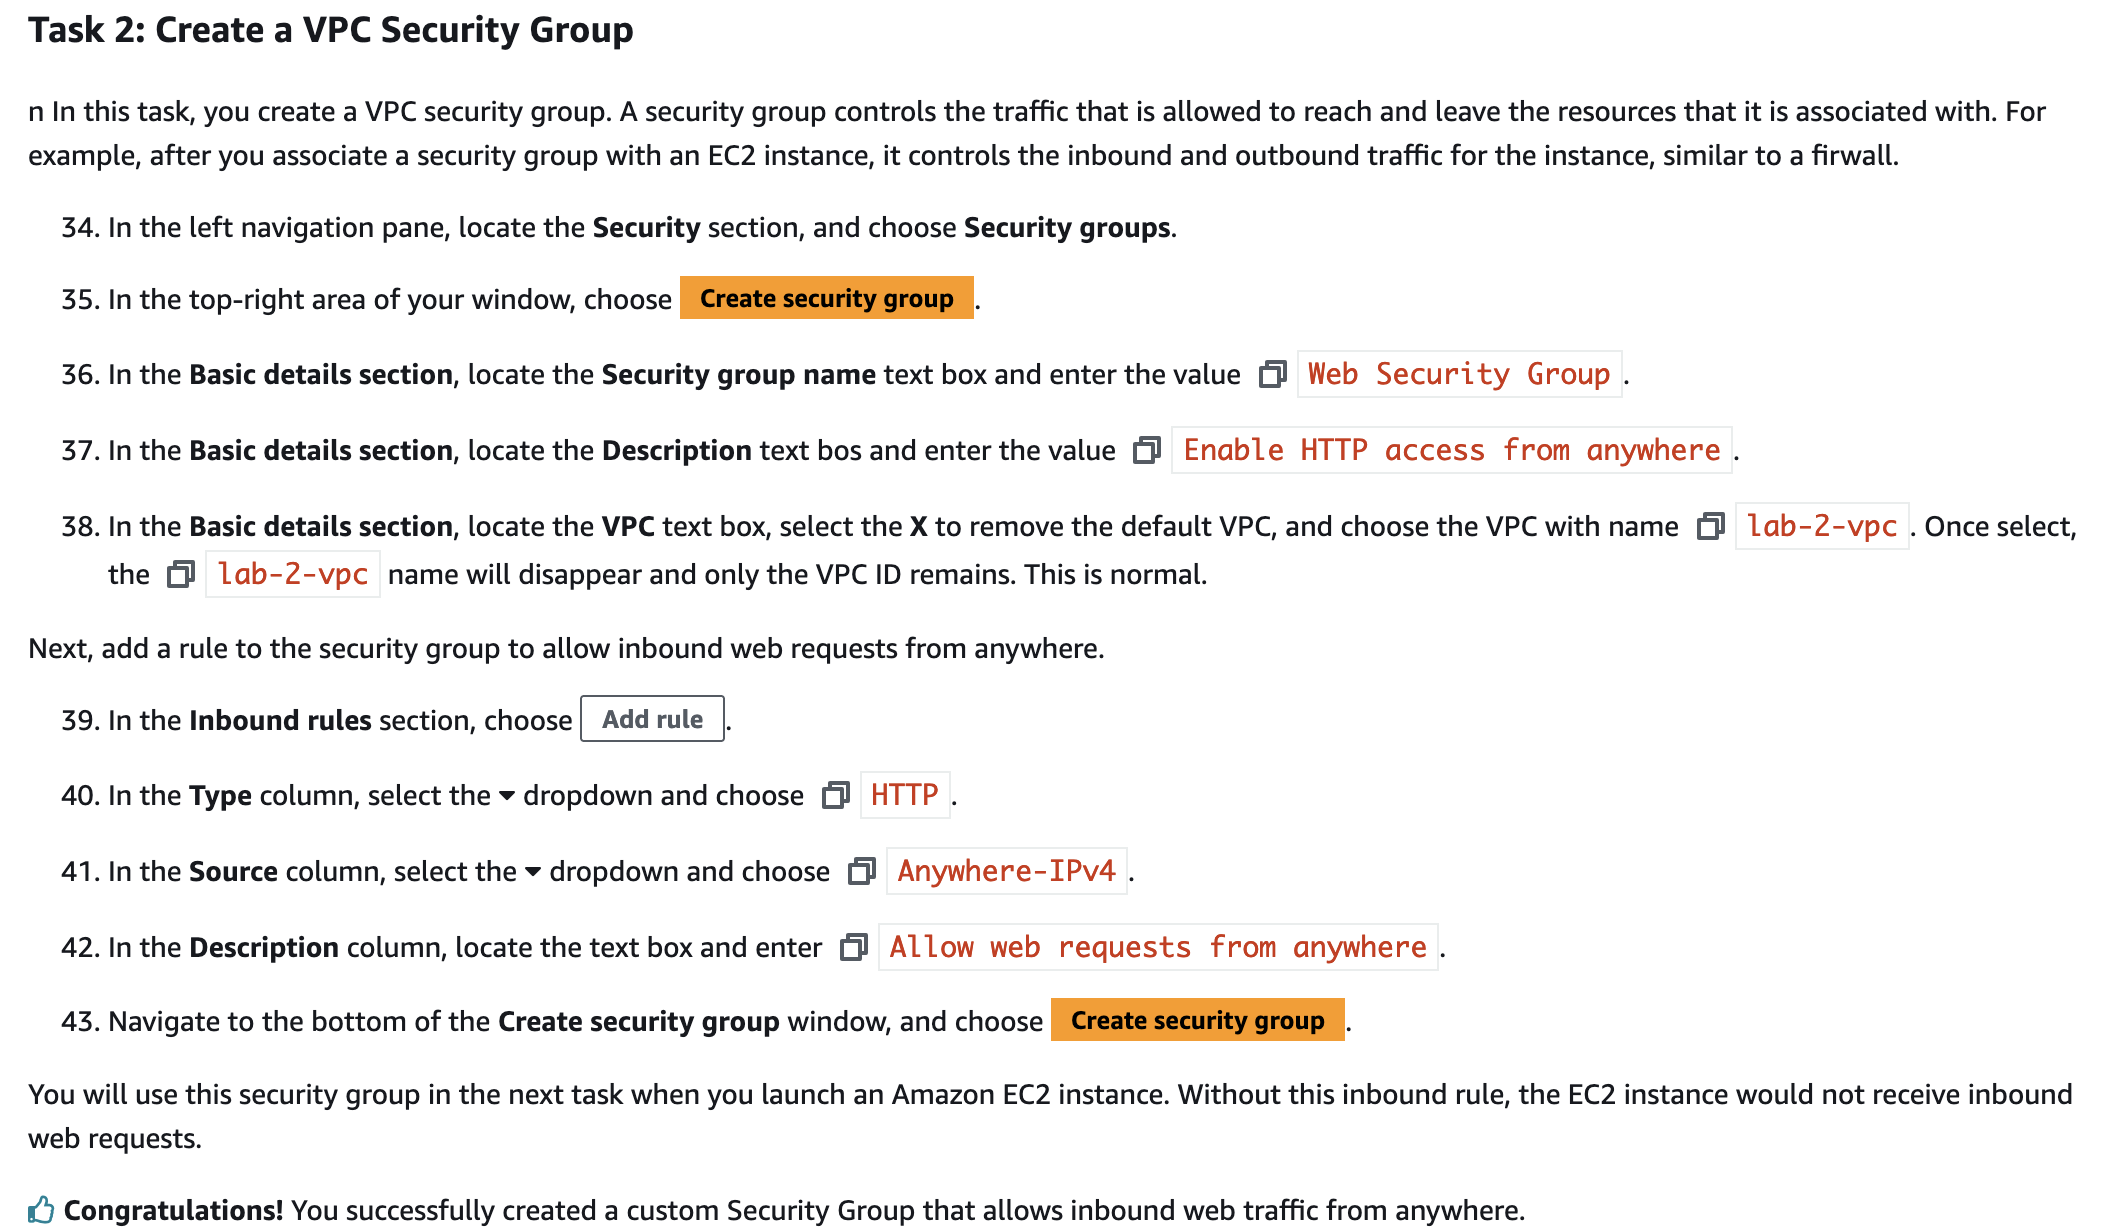 Task 2: Create a VPC Security Group
n In this task, you create a VPC security group. A security group controls the traffic that is allowed to reach and leave the resources that it is associated with. For
example, after you associate a security group with an EC2 instance, it controls the inbound and outbound traffic for the instance, similar to a firwall.
34. In the left navigation pane, locate the Security section, and choose Security groups.
35. In the top-right area of your window, choose Create security group .
36. In the Basic details section, locate the Security group name text box and enter the value Web Security Group .
37. In the Basic details section, locate the Description text bos and enter the value Enable HTTP access from anywhere .
38. In the Basic details section, locate the VPC text box, select the X to remove the default VPC, and choose the VPC with name lab-2-vpc . Once select,
the lab-2-vpc name will disappear and only the VPC ID remains. This is normal.
Next, add a rule to the security group to allow inbound web requests from anywhere.
39. In the Inbound rules section, choose Add rule .
40. In the Type column, select the dropdown and choose HTTP .
41. In the Source column, select the dropdown and choose Anywhere-IPv4 .
42. In the Description column, locate the text box and enter Allow web requests from anywhere .
43. Navigate to the bottom of the Create security group window, and choose Create security group .
You will use this security group in the next task when you launch an Amazon EC2 instance. Without this inbound rule, the EC2 instance would not receive inbound
web requests.
Congratulations! You successfully created a custom Security Group that allows inbound web traffic from anywhere.